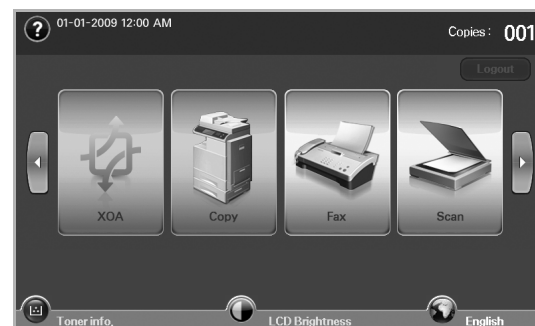 01-01-2009 12:00 AM
Copies : 001
Logout
XOA Copy Fax Scan
Toner info. LCD Brightness English